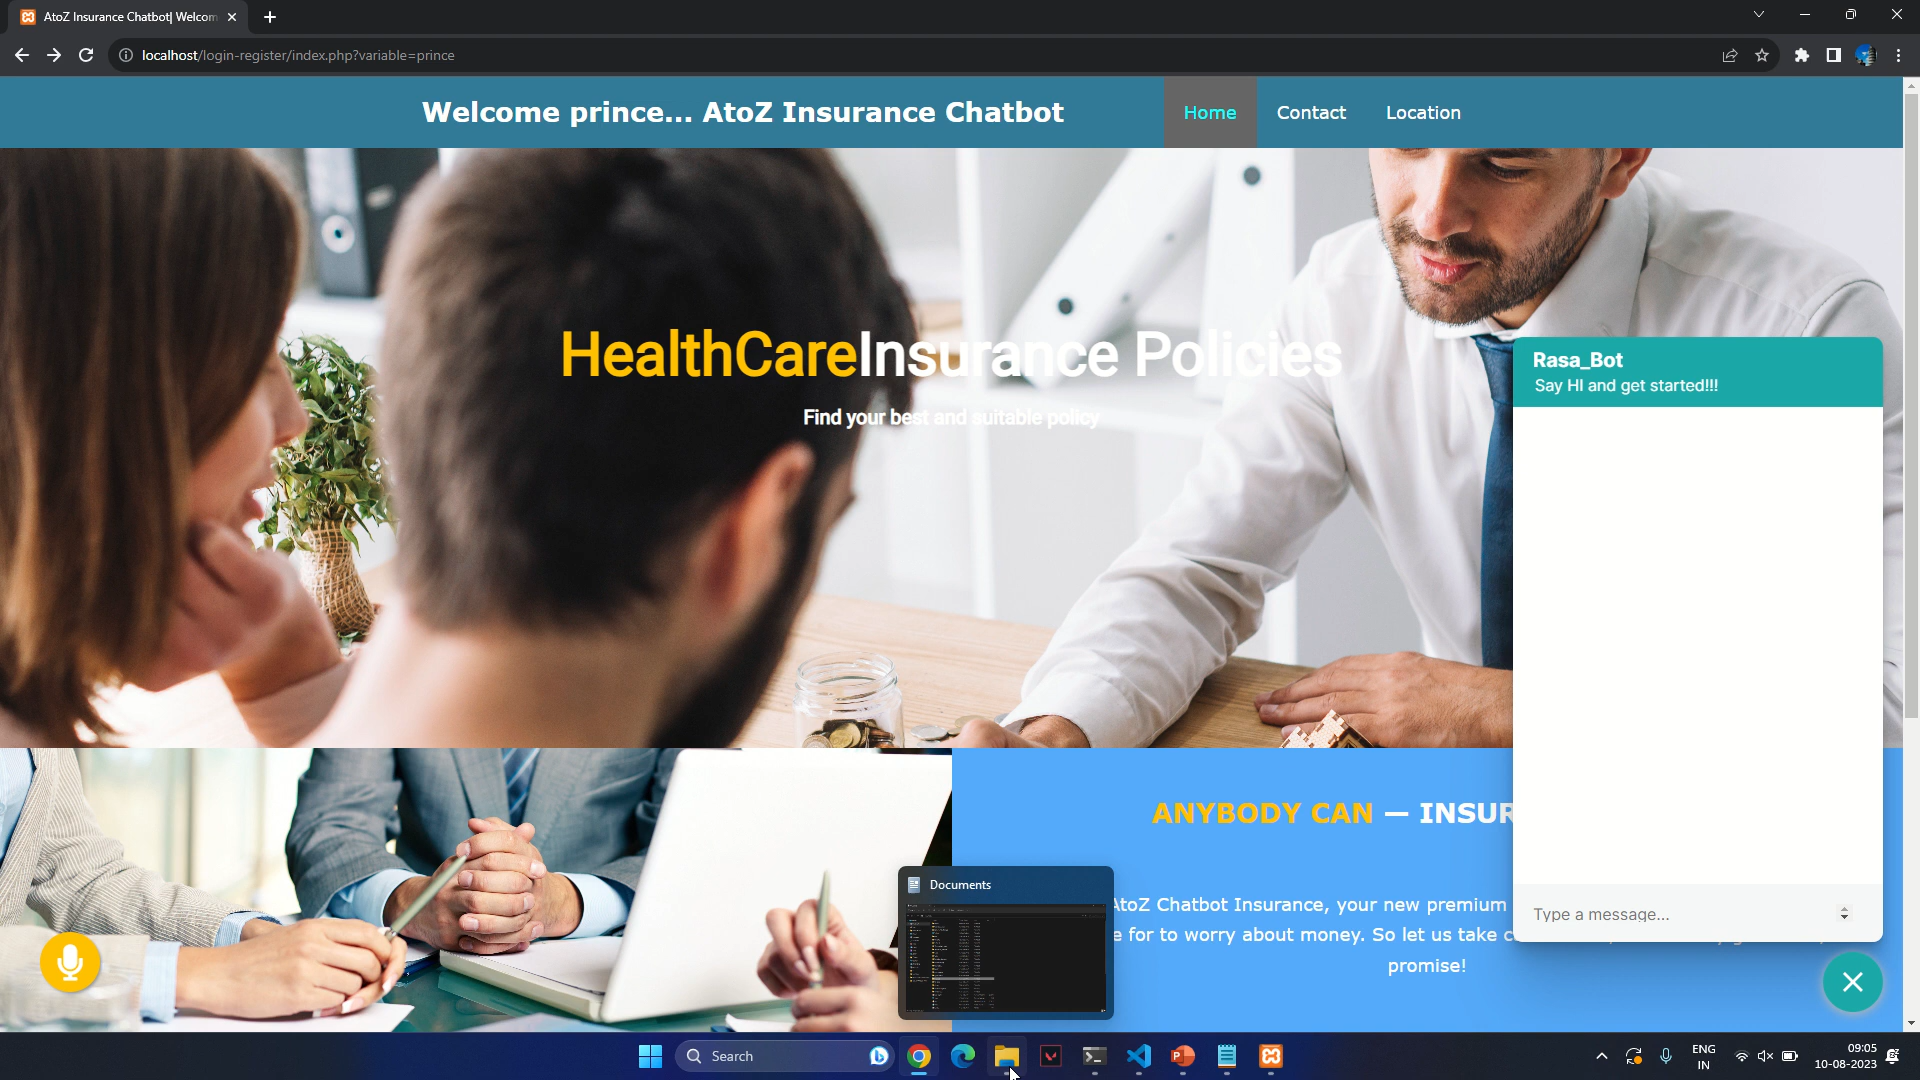 AtoZ Insurance Chatbot| Welcom
localhost/login-register/index.php?variable=prince
Welcome prince... AtoZ Insurance Chatbot
Home
Contact
Location
HealthCareInsurance Policies
Find your best and suitable policy
Rasa_Bot
Say HI and get started!!!
Type a message...
ANYBODY CAN — INSUR
AtoZ Chatbot Insurance, your new premium
e for to worry about money. So let us take c
promise!
Documents
Search
ENG
IN
09:05
10-08-2023